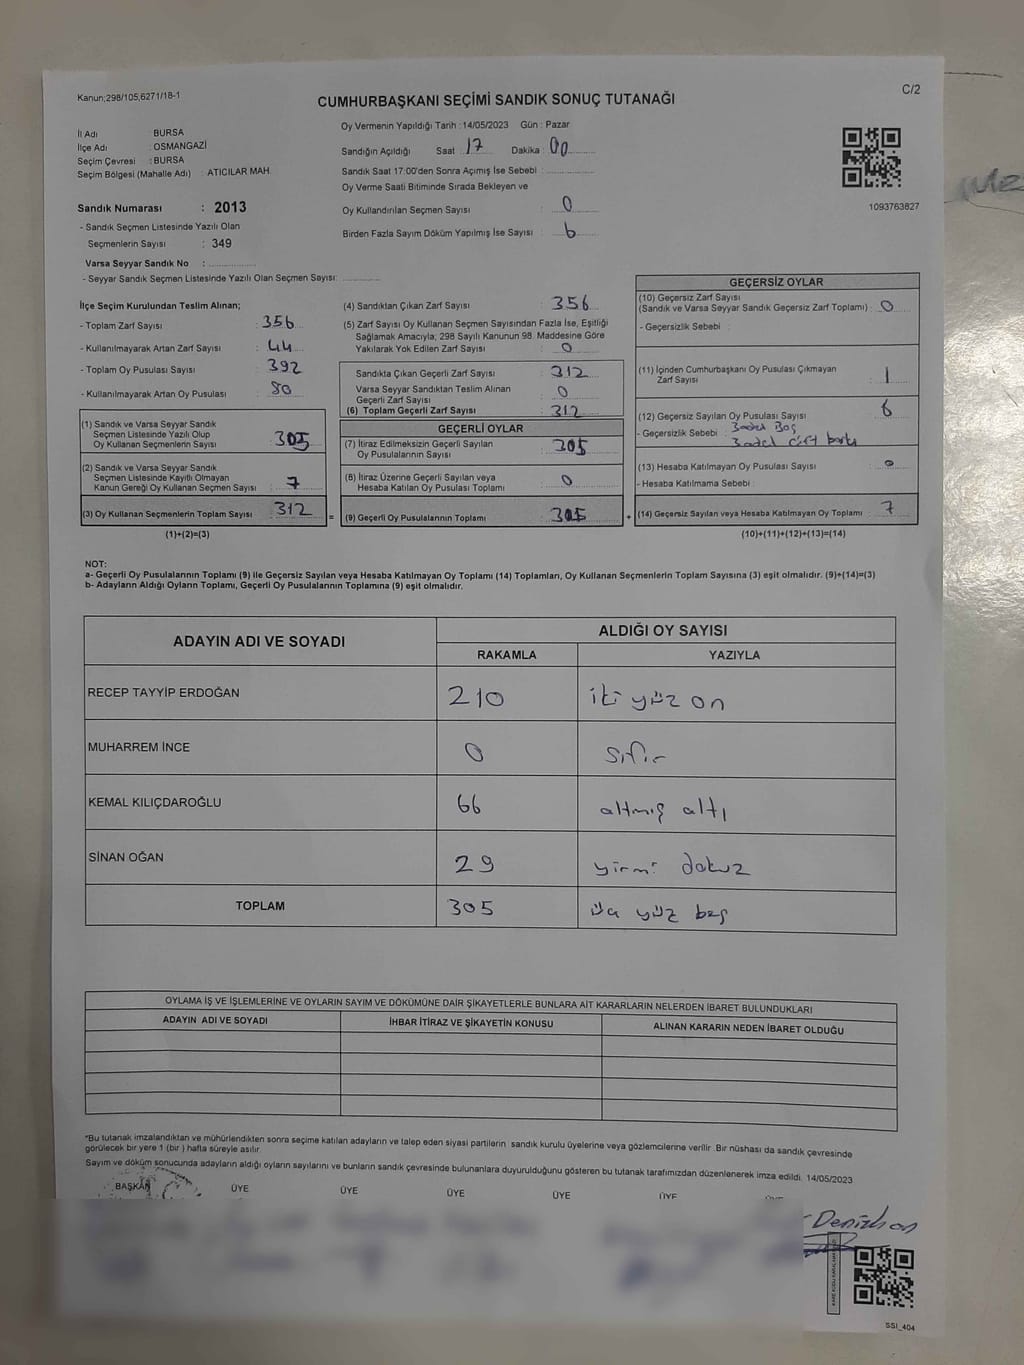 Kanun;298/105,6271/18-1
C/2
CUMHURBAŞKANI SEÇİMİ SANDIK SONUÇ TUTANAĞI
İl Adı : BURSA
İlçe Adı : OSMANGAZİ
Seçim Çevresi : BURSA
Seçim Bölgesi (Mahalle Adı) : ATICILAR MAH.
Sandık Numarası : 2013
- Sandık Seçmen Listesinde Yazılı Olan
Seçmenlerin Sayısı : 349
Varsa Seyyar Sandık No :
- Seyyar Sandık Seçmen Listesinde Yazılı Olan Seçmen Sayısı:
Oy Vermenin Yapıldığı Tarih : 14/05/2023 Gün : Pazar
Sandığın Açıldığı Saat : 17 Dakika : 00
Sandık Saat 17:00'den Sonra Açımış İse Sebebi :
Oy Verme Saati Bitiminde Sırada Bekleyen ve
Oy Kullandırılan Seçmen Sayısı : 0
Birden Fazla Sayım Döküm Yapılmış İse Sayısı :
1093763827
İlçe Seçim Kurulundan Teslim Alınan;
- Toplam Zarf Sayısı : 356
- Kullanılmayarak Artan Zarf Sayısı : 44
- Toplam Oy Pusulası Sayısı : 392
- Kullanılmayarak Artan Oy Pusulası : 80
(1) Sandık ve Varsa Seyyar Sandık
Seçmen Listesinde Yazılı Olup
Oy Kullanan Seçmenlerin Sayısı : 305
(2) Sandık ve Varsa Seyyar Sandık
Seçmen Listesinde Kayıtlı Olmayan
Kanun Gereği Oy Kullanan Seçmen Sayısı : 7
(3) Oy Kullanan Seçmenlerin Toplam Sayısı : 312
(1)+(2)=(3)
(4) Sandıktan Çıkan Zarf Sayısı : 356
(5) Zarf Sayısı Oy Kullanan Seçmen Sayısından Fazla İse, Eşitliği
Sağlamak Amacıyla; 298 Sayılı Kanunun 98. Maddesine Göre
Yakılarak Yok Edilen Zarf Sayısı : 0
Sandıkta Çıkan Geçerli Zarf Sayısı : 312
Varsa Seyyar Sandıktan Teslim Alınan
Geçerli Zarf Sayısı : 0
(6) Toplam Geçerli Zarf Sayısı : 312
GEÇERLİ OYLAR
(7) İtiraz Edilmeksizin Geçerli Sayılan
Oy Pusulalarının Sayısı : 305
(8) İtiraz Üzerine Geçerli Sayılan veya
Hesaba Katılan Oy Pusulası Toplamı : 0
(9) Geçerli Oy Pusulalarının Toplamı : 305
GEÇERSİZ OYLAR
(10) Geçersiz Zarf Sayısı
(Sandık ve Varsa Seyyar Sandık Geçersiz Zarf Toplamı) : 0
- Geçersizlik Sebebi :
(11) İçinden Cumhurbaşkanı Oy Pusulası Çıkmayan
Zarf Sayısı : 1
(12) Geçersiz Sayılan Oy Pusulası Sayısı : 6
- Geçersizlik Sebebi : 3 adet Boş
3 adet çift
(13) Hesaba Katılmayan Oy Pusulası Sayısı : 0
- Hesaba Katılmama Sebebi :
(14) Geçersiz Sayılan veya Hesaba Katılmayan Oy Toplamı : 7
(10)+(11)+(12)+(13)=(14)
NOT:
a- Geçerli Oy Pusulalarının Toplamı (9) ile Geçersiz Sayılan veya Hesaba Katılmayan Oy Toplamı (14) Toplamları, Oy Kullanan Seçmenlerin Toplam Sayısına (3) eşit olmalıdır. (9)+(14)=(3)
b- Adayların Aldığı Oyların Toplamı, Geçerli Oy Pusulalarının Toplamına (9) eşit olmalıdır.
ADAYIN ADI VE SOYADI
ALDIĞI OY SAYISI
RAKAMLA YAZIYLA
RECEP TAYYİP ERDOĞAN 210 iki yüz on
MUHARREM İNCE 0 sıfır
KEMAL KILIÇDAROĞLU 66 altmış altı
SİNAN OĞAN 29 yirmi dokuz
TOPLAM 305 üç yüz beş
OYLAMA İŞ VE İŞLEMLERİNE VE OYLARIN SAYIM VE DÖKÜMÜNE DAİR ŞİKAYETLERLE BUNLARA AİT KARARLARIN NELERDEN İBARET BULUNDUKLARI
ADAYIN ADI VE SOYADI İHBAR İTİRAZ VE ŞİKAYETİN KONUSU ALINAN KARARIN NEDEN İBARET OLDUĞU
*Bu tutanak imzalandıktan ve mühürlendikten sonra seçime katılan adayların ve talep eden siyasi partilerin sandık kurulu üyelerine veya gözlemcilerine verilir. Bir nüshası da sandık çevresinde
görülecek bir yere 1 (bir) hafta süreyle asılır.
Sayım ve döküm sonucunda adayların aldığı oyların sayılarını ve bunların sandık çevresinde bulunanlara duyurulduğunu gösteren bu tutanak tarafımızdan düzenlenerek imza edildi. 14/05/2023
BAŞKAN ÜYE ÜYE ÜYE ÜYE ÜYE
Denizhan
SSI_404